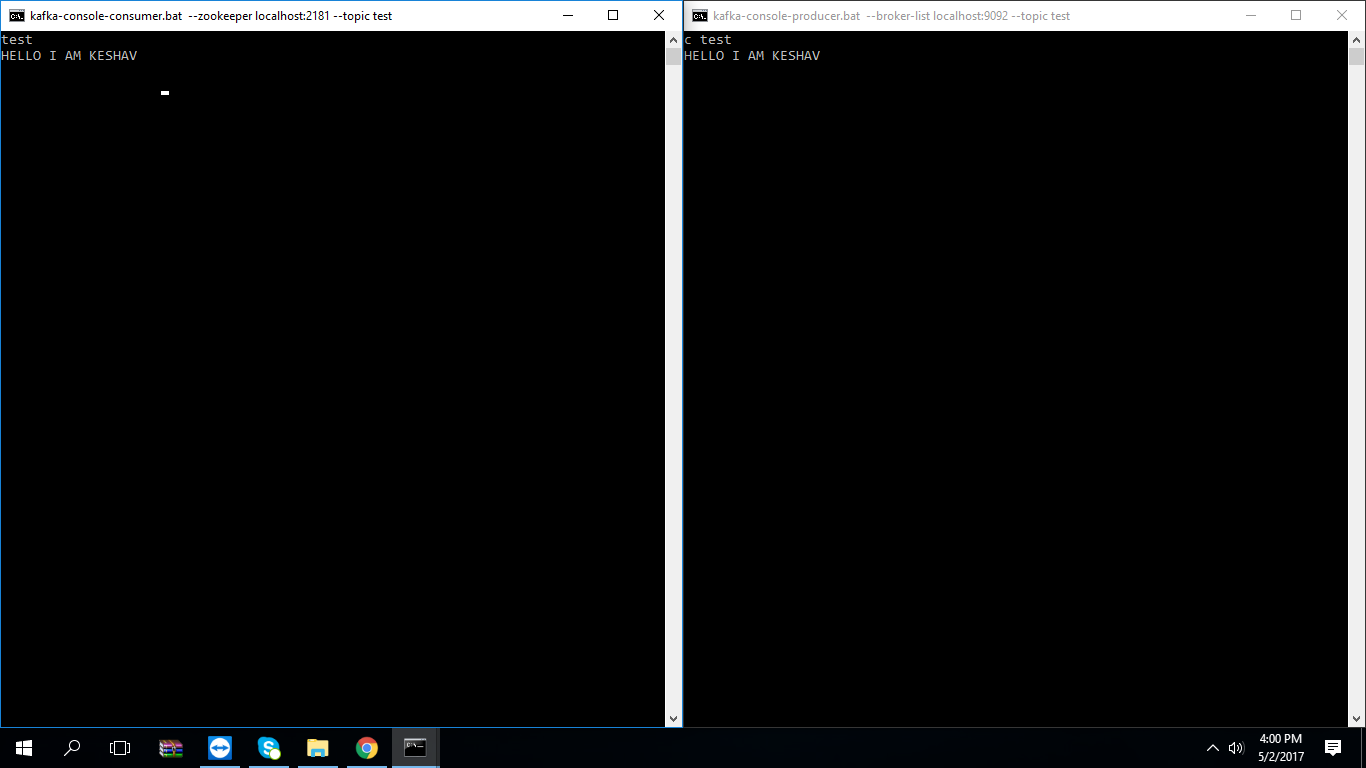 kafka-console-consumer.bat  --zookeeper localhost:2181 --topic test
test
HELLO I AM KESHAV
kafka-console-producer.bat  --broker-list localhost:9092 --topic test
c test
HELLO I AM KESHAV
4:00 PM
5/2/2017